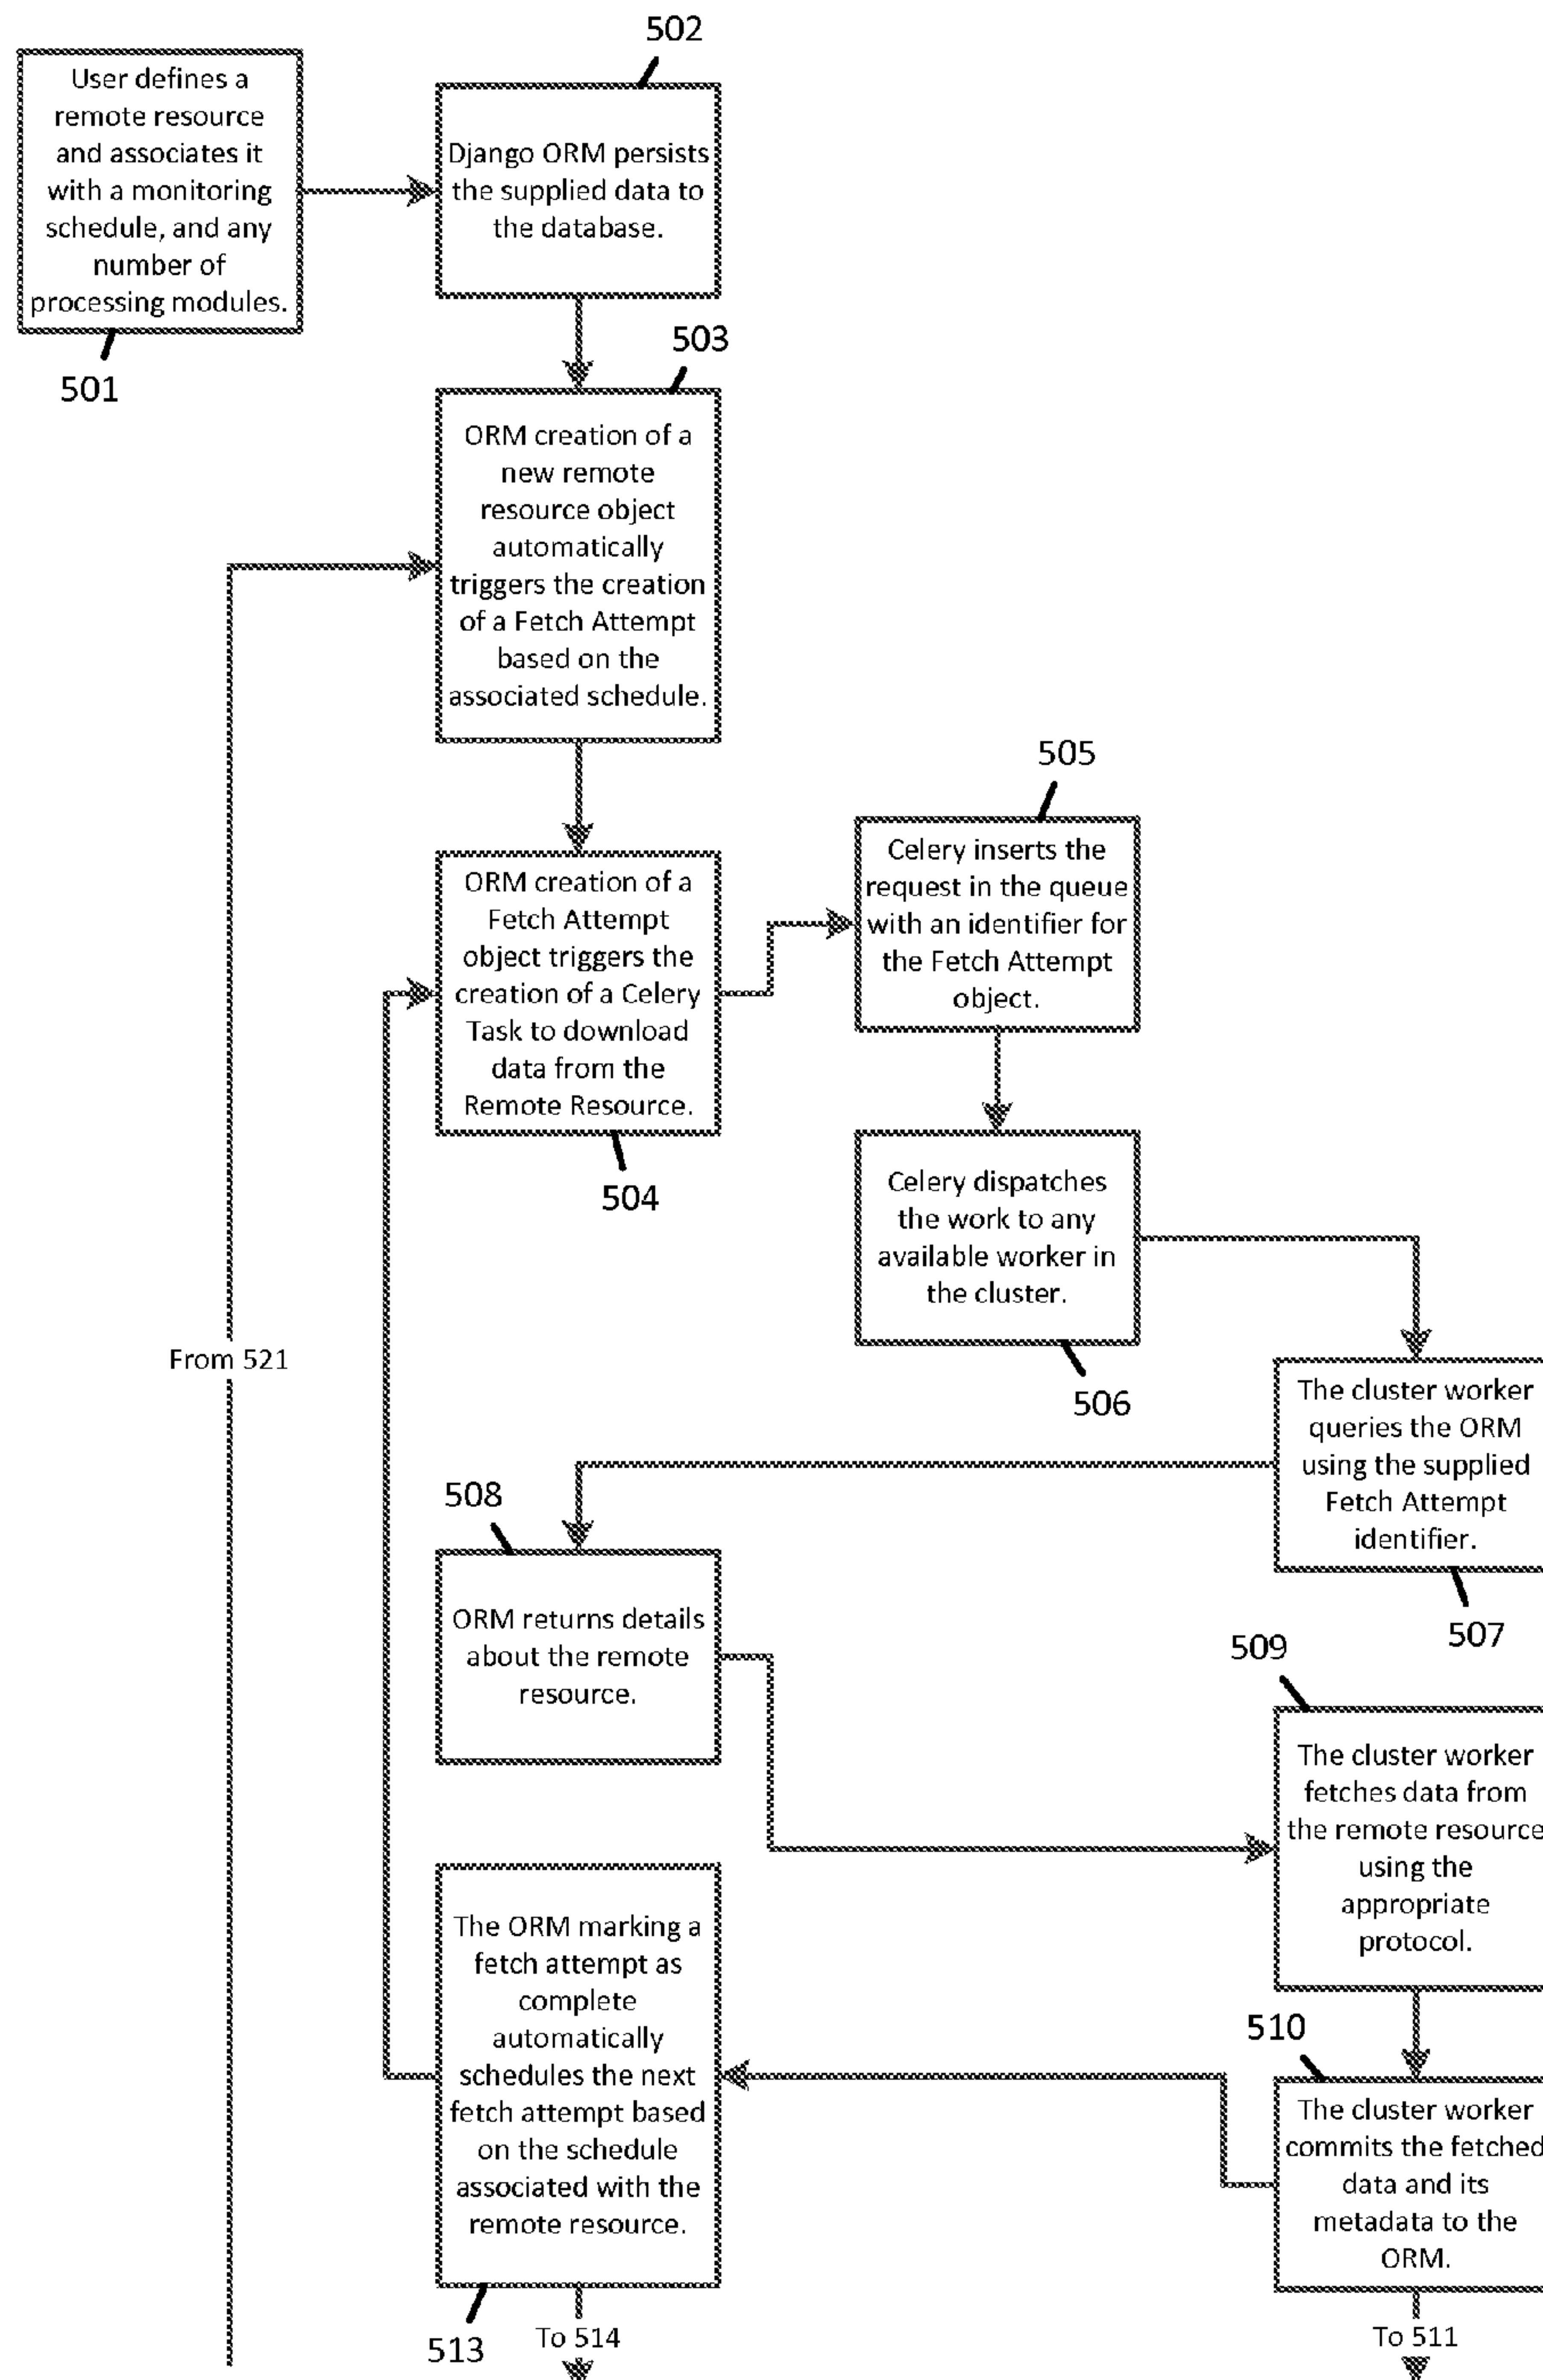 502
User defines a
remote resource
and associates it
with a monitoring
schedule, and any
number of
processing modules.
501
Django ORM persists
the supplied data to
the database.
503
ORM creation of a
new remote
resource object
automatically
triggers the creation
of a Fetch Attempt
based on the
associated schedule.
505
ORM creation of a
Fetch Attempt
object triggers the
creation of a Celery
Task to download
data from the
Remote Resource.
504
Celery inserts the
request in the queue
with an identifier for
the Fetch Attempt
object.
Celery dispatches
the work to any
available worker in
the cluster.
506
From 521
The cluster worker
queries the ORM
using the supplied
Fetch Attempt
identifier.
507
508
ORM returns details
about the remote
resource.
509
The cluster worker
fetches data from
the remote resource
using the
appropriate
protocol.
510
The ORM marking a
fetch attempt as
complete
automatically
schedules the next
fetch attempt based
on the schedule
associated with the
remote resource.
513
The cluster worker
commits the fetched
data and its
metadata to the
ORM.
To 514
To 511